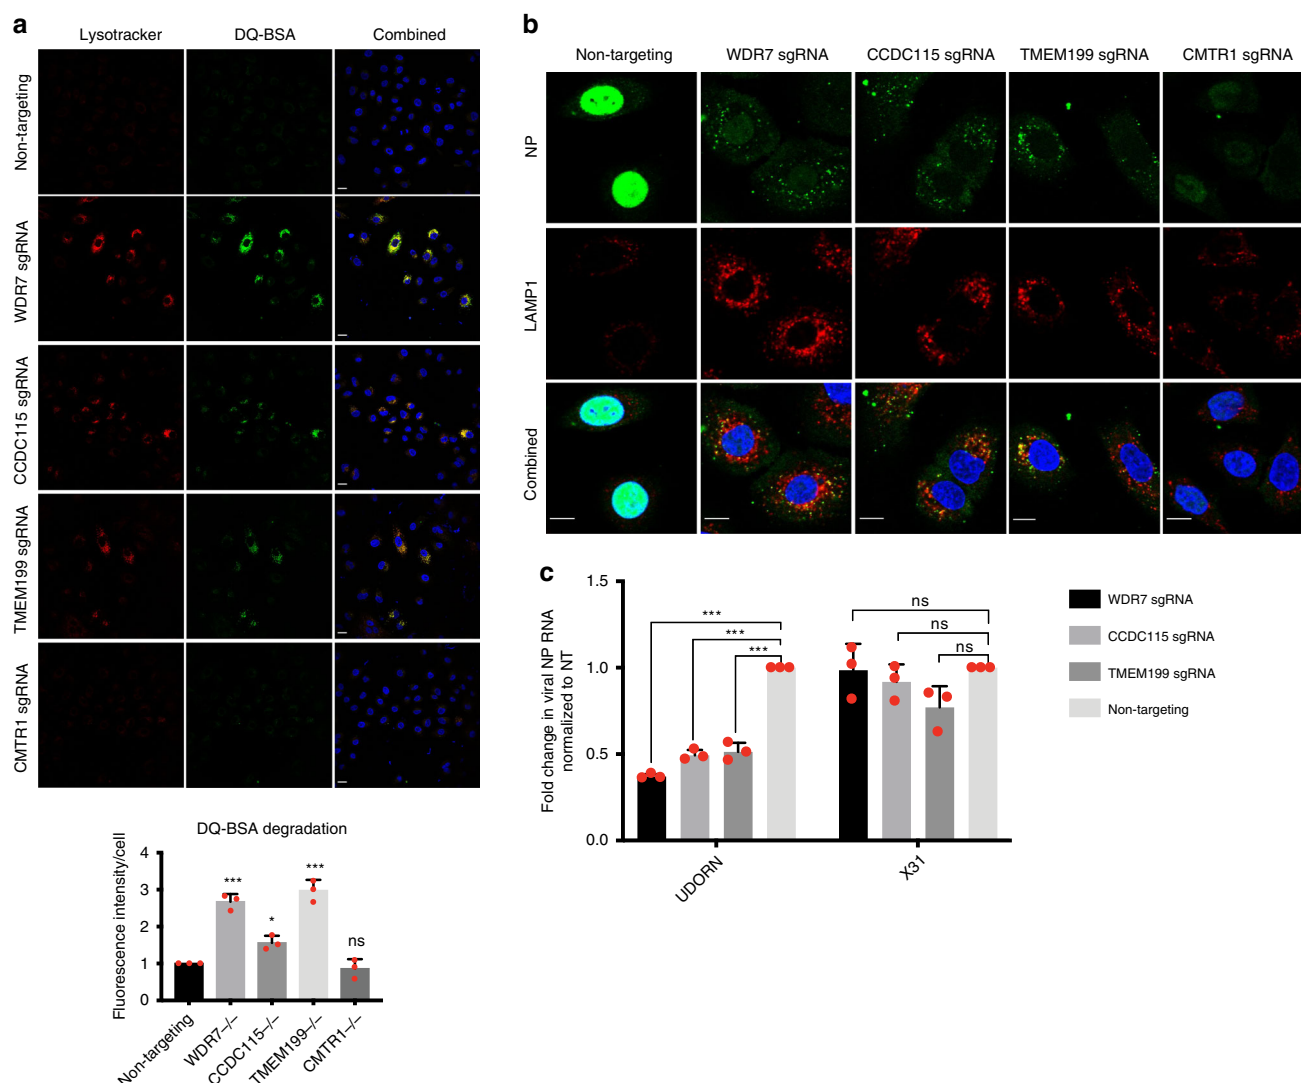 a
Lysotracker
DQ-BSA
Combined
Non-targeting
WDR7 sgRNA
CCDC115 sgRNA
TMEM199 sgRNA
CMTR1 sgRNA
DQ-BSA degradation
Fluorescence intensity/cell
4
3
2
1
0
***
*
***
ns
Non-targeting
WDR7–/–
CCDC115–/–
TMEM199–/–
CMTR1–/–
b
Non-targeting
WDR7 sgRNA
CCDC115 sgRNA
TMEM199 sgRNA
CMTR1 sgRNA
NP
LAMP1
Combined
c
Fold change in viral NP RNA
normalized to NT
1.5
1.0
0.5
0.0
***
***
***
ns
ns
ns
UDORN
X31
WDR7 sgRNA
CCDC115 sgRNA
TMEM199 sgRNA
Non-targeting